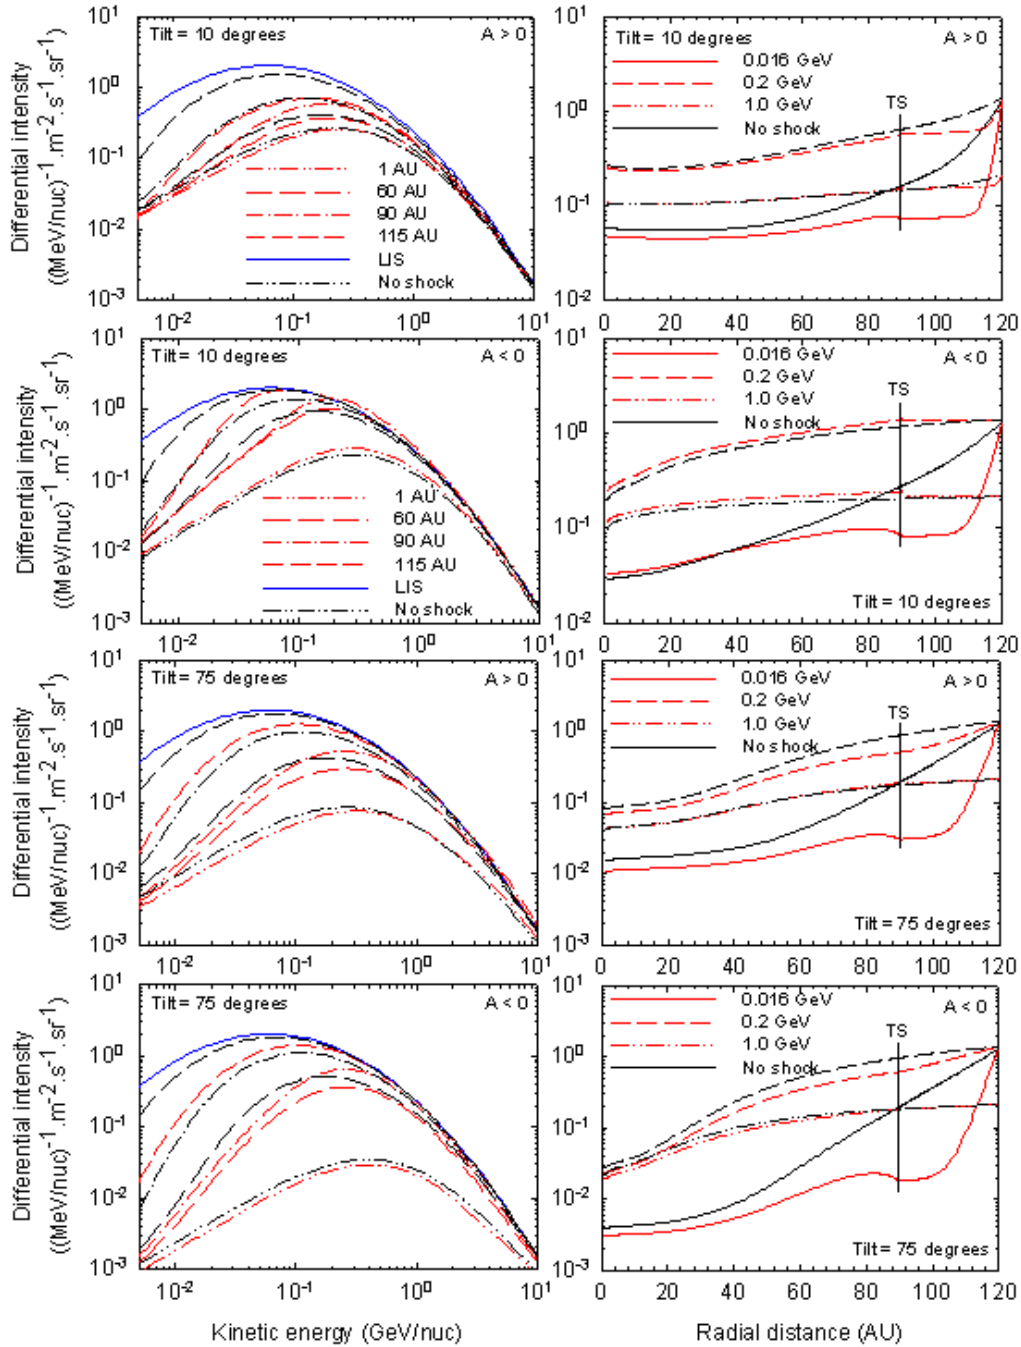 Differential intensity
((MeV/nuc)⁻¹.m⁻².s⁻¹.sr⁻¹)
10¹
10⁰
10⁻¹
10⁻²
10⁻³
Tilt = 10 degrees
A > 0
1 AU
60 AU
90 AU
115 AU
LIS
No shock
10⁻² 10⁻¹ 10⁰ 10¹
10¹
10⁰
10⁻¹
10⁻²
Tilt = 10 degrees
A > 0
0.016 GeV
0.2 GeV
1.0 GeV
No shock
TS
0 20 40 60 80 100 120
Differential intensity
((MeV/nuc)⁻¹.m⁻².s⁻¹.sr⁻¹)
10¹
10⁰
10⁻¹
10⁻²
10⁻³
Tilt = 10 degrees
A < 0
1 AU
60 AU
90 AU
115 AU
LIS
No shock
10⁻² 10⁻¹ 10⁰ 10¹
10¹
10⁰
10⁻¹
10⁻²
0.016 GeV
A < 0
0.2 GeV
1.0 GeV
No shock
TS
Tilt = 10 degrees
0 20 40 60 80 100 120
Differential intensity
((MeV/nuc)⁻¹.m⁻².s⁻¹.sr⁻¹)
10¹
10⁰
10⁻¹
10⁻²
10⁻³
Tilt = 75 degrees
A > 0
10⁻² 10⁻¹ 10⁰ 10¹
10¹
10⁰
10⁻¹
10⁻²
10⁻³
0.016 GeV
A > 0
0.2 GeV
1.0 GeV
No shock
TS
Tilt = 75 degrees
0 20 40 60 80 100 120
Differential intensity
((MeV/nuc)⁻¹.m⁻².s⁻¹.sr⁻¹)
10¹
10⁰
10⁻¹
10⁻²
10⁻³
Tilt = 75 degrees
A < 0
10⁻² 10⁻¹ 10⁰ 10¹
Kinetic energy (GeV/nuc)
10¹
10⁰
10⁻¹
10⁻²
10⁻³
0.016 GeV
A < 0
0.2 GeV
1.0 GeV
No shock
TS
Tilt = 75 degrees
0 20 40 60 80 100 120
Radial distance (AU)